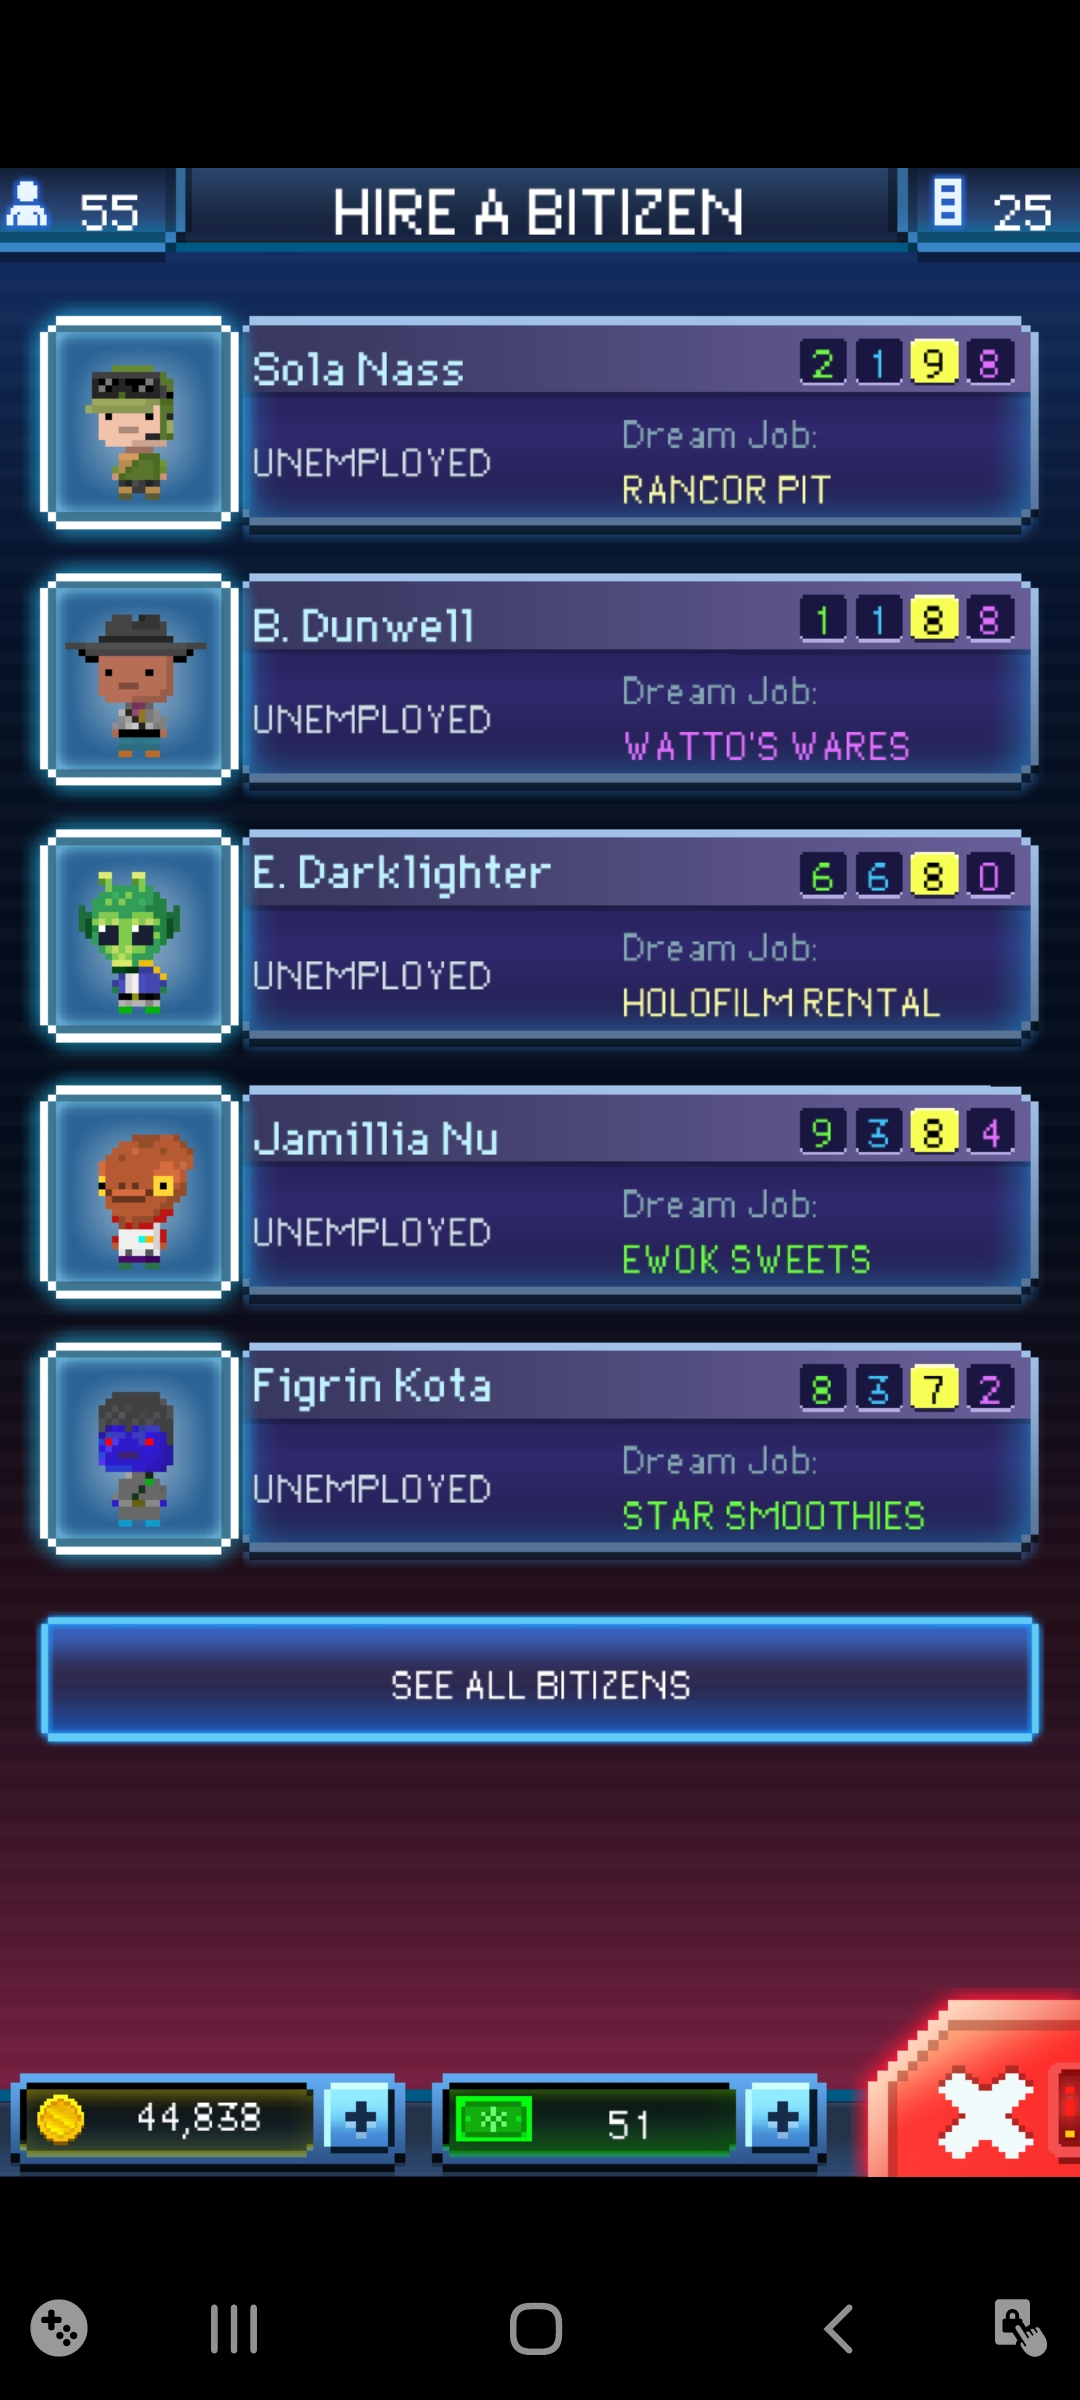 55
HIRE A BITIZEN
25
Sola Nass
2 1 9 8
UNEMPLOYED
Dream Job:
RANCOR PIT
B. Dunwell
1 1 8 8
UNEMPLOYED
Dream Job:
WATTO'S WARES
E. Darklighter
6 6 8 0
UNEMPLOYED
Dream Job:
HOLOFILM RENTAL
Jamillia Nu
9 3 8 4
UNEMPLOYED
Dream Job:
EWOK SWEETS
Figrin Kota
8 3 7 2
UNEMPLOYED
Dream Job:
STAR SMOOTHIES
SEE ALL BITIZENS
44,838
51